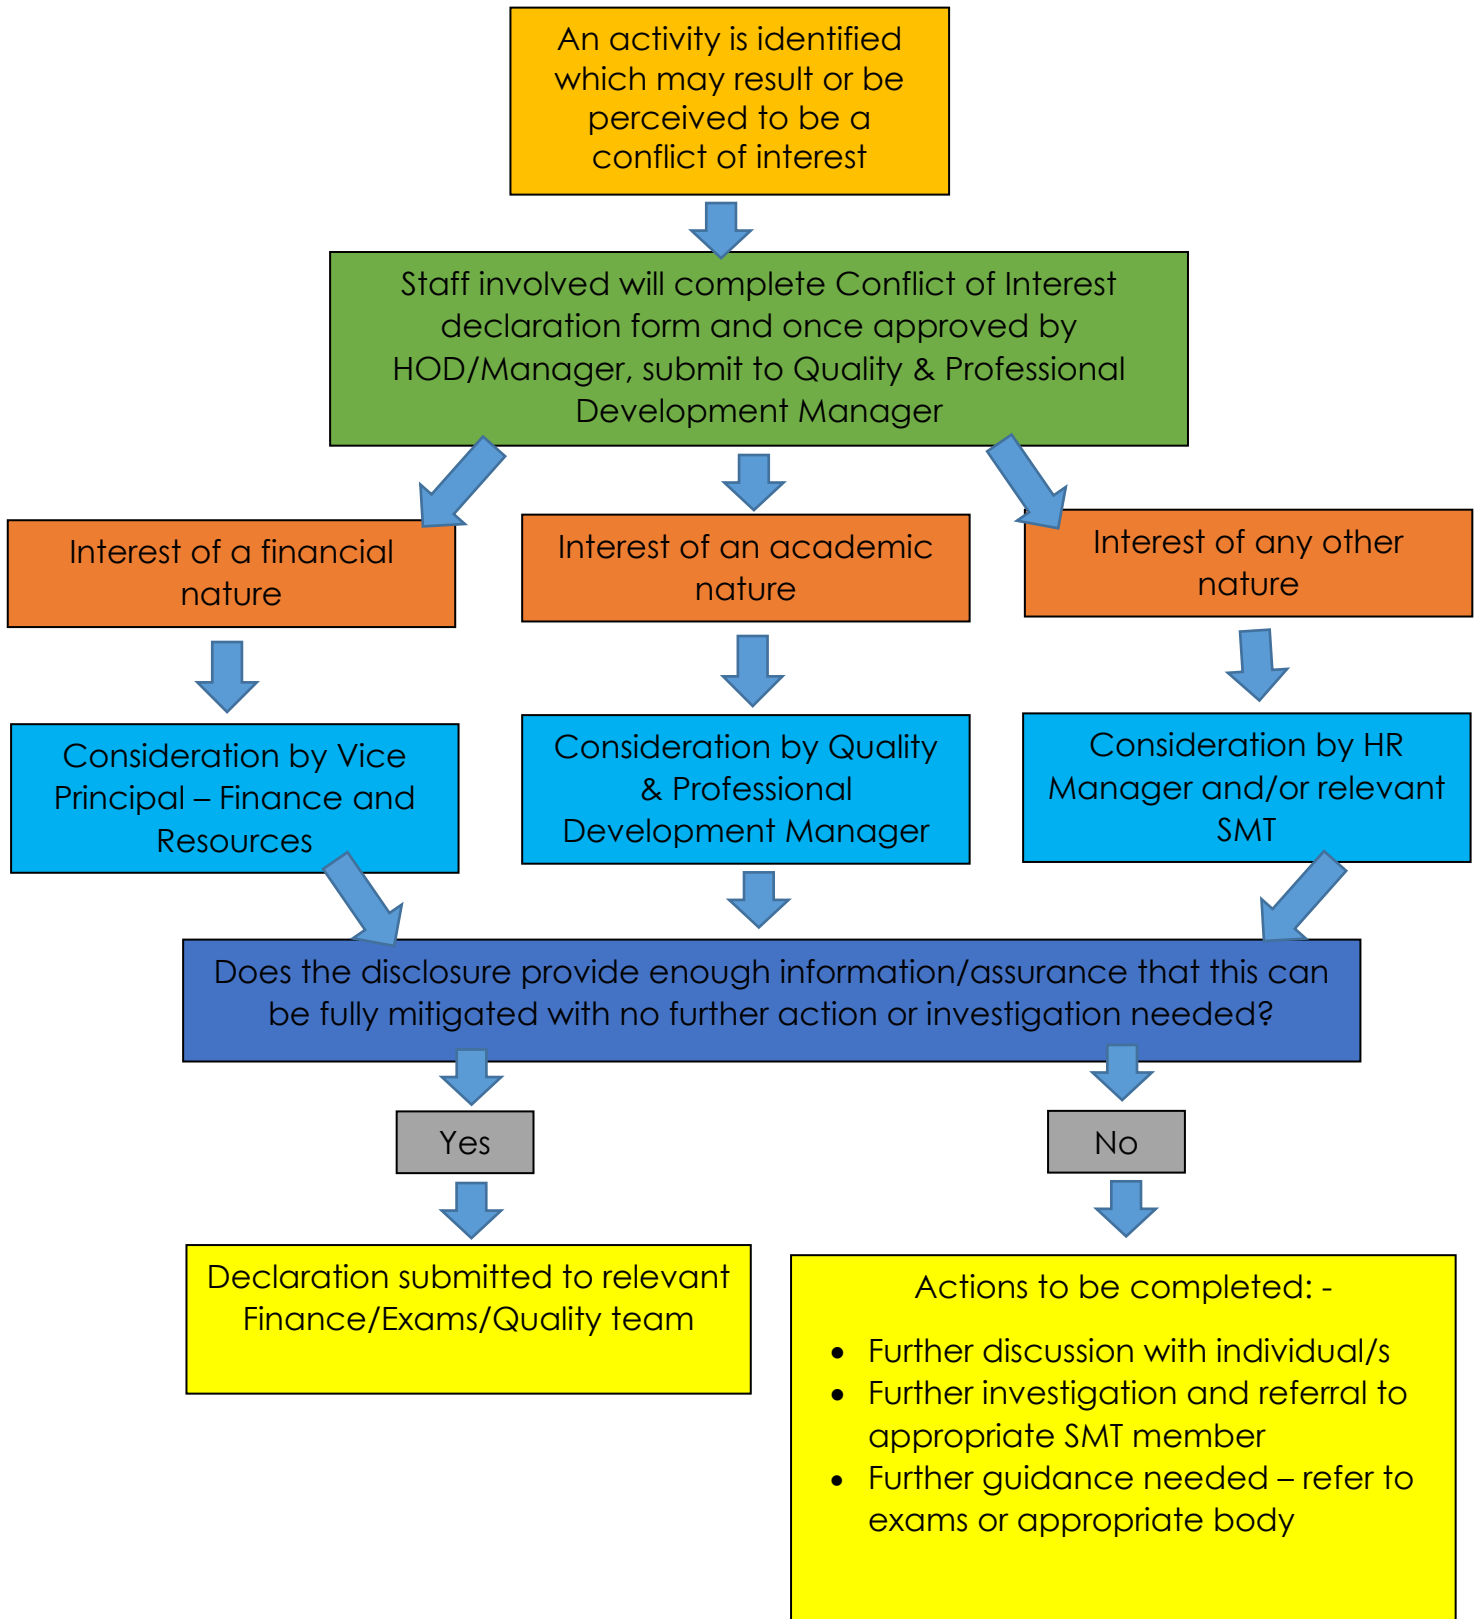 An activity is identified
which may result or be
perceived to be a
conflict of interest
Staff involved will complete Conflict of Interest
declaration form and once approved by
HOD/Manager, submit to Quality & Professional
Development Manager
Interest of a financial
nature
Interest of an academic
nature
Interest of any other
nature
Consideration by Vice
Principal – Finance and
Resources
Consideration by Quality
& Professional
Development Manager
Consideration by HR
Manager and/or relevant
SMT
Does the disclosure provide enough information/assurance that this can
be fully mitigated with no further action or investigation needed?
Yes
No
Declaration submitted to relevant
Finance/Exams/Quality team
Actions to be completed: -
• Further discussion with individual/s
• Further investigation and referral to
appropriate SMT member
• Further guidance needed – refer to
exams or appropriate body